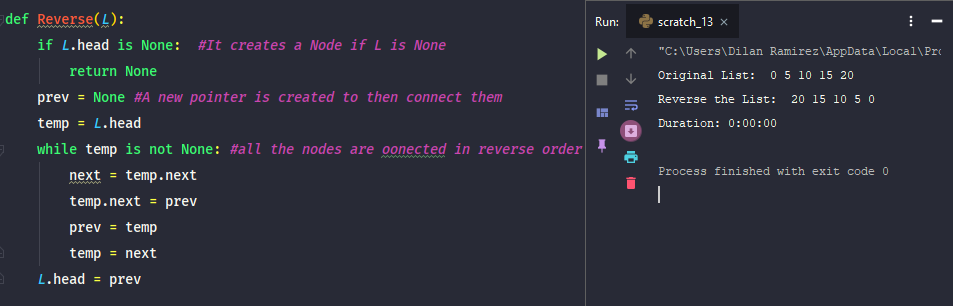 def Reverse(L):
if L.head is None:  #It creates a Node if L is None
return None
prev = None #A new pointer is created to then connect them
temp = L.head
while temp is not None: #all the nodes are oonected in reverse order
next = temp.next
temp.next = prev
prev = temp
temp = next
L.head = prev
Run: scratch_13 ×
"C:\Users\Dilan Ramirez\AppData\Local\Pro
Original List:  0 5 10 15 20
Reverse the List:  20 15 10 5 0
Duration: 0:00:00
Process finished with exit code 0